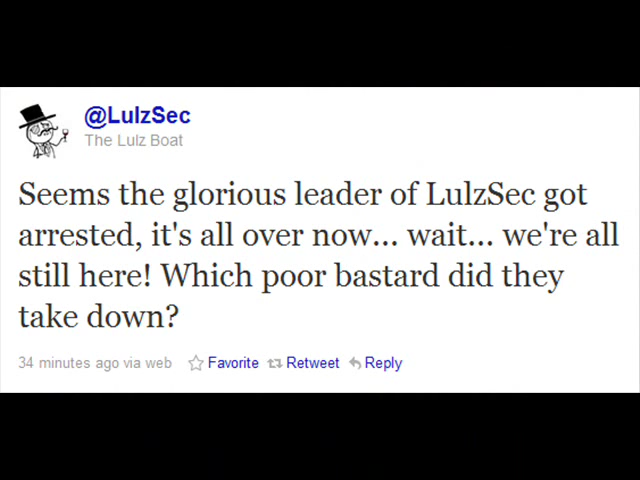 @LulzSec
The Lulz Boat
Seems the glorious leader of LulzSec got
arrested, it's all over now... wait... we're all
still here! Which poor bastard did they
take down?
34 minutes ago via web Favorite Retweet Reply